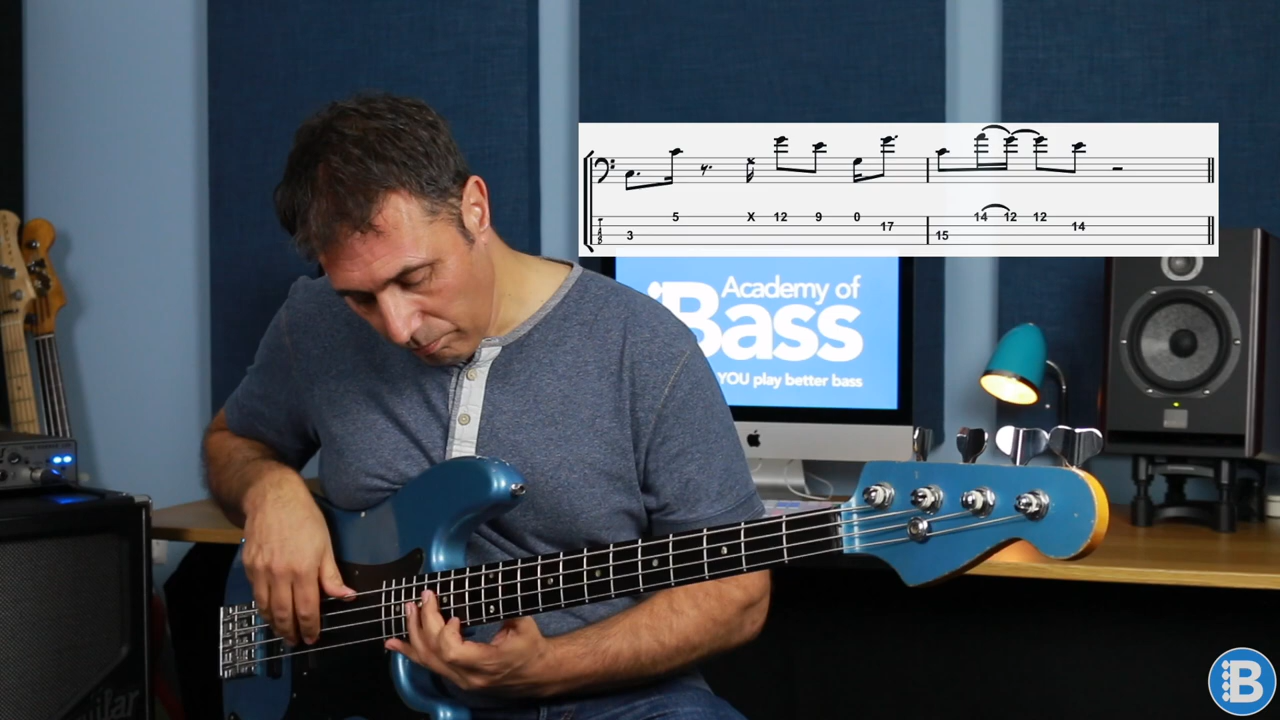 5 X 12 9 0 14 12 12
17 14
3 15
Academy of
Bass
YOU play better bass
B